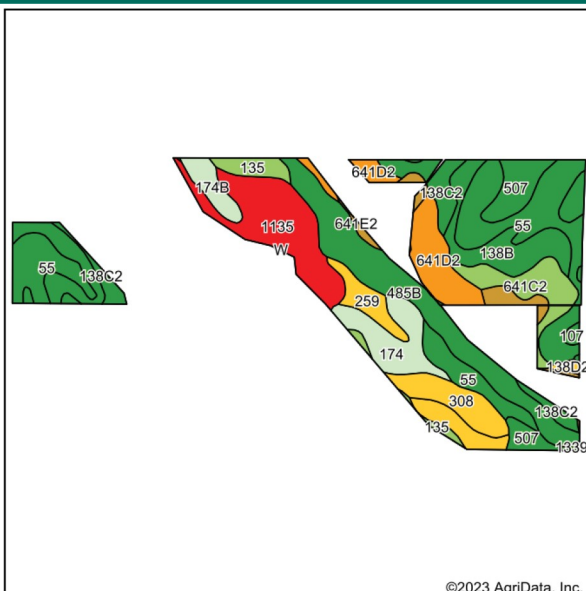 135
641D2
174B
138C2
507
1135
641E2
55
W
138B
641D2
55
138C2
641C2
485B
259
107
174
138D2
55
308
138C2
135
507
1339
©2023 AgriData, Inc.